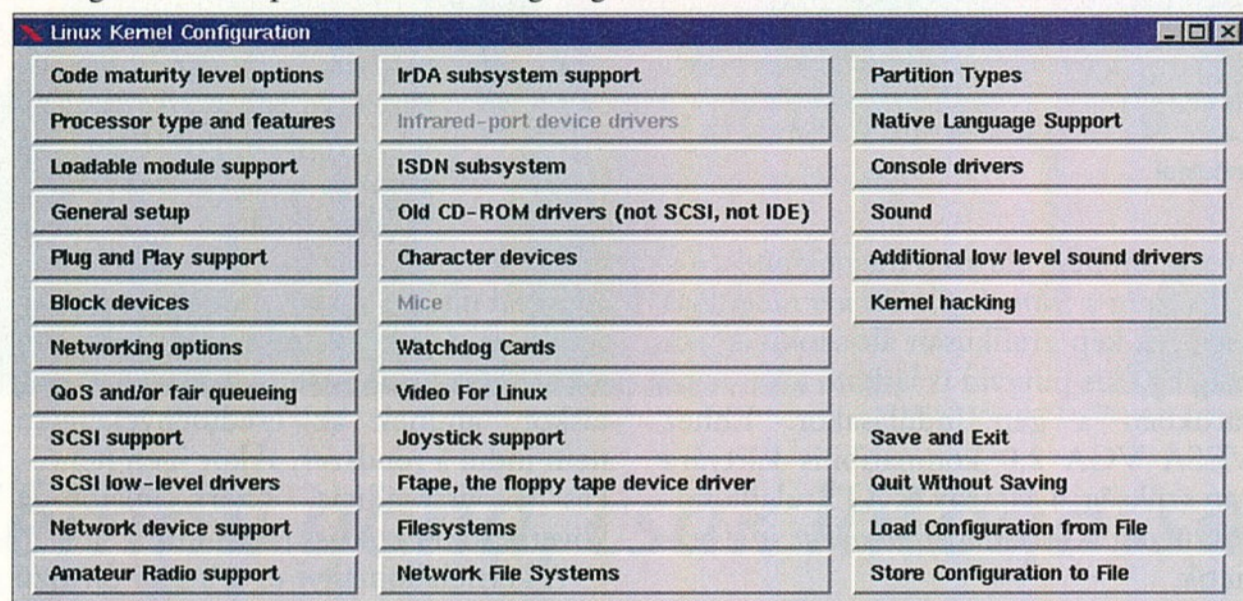 Linux Kernel Configuration
Code maturity level options
Processor type and features
Loadable module support
General setup
Plug and Play support
Block devices
Networking options
QoS and/or fair queueing
SCSI support
SCSI low-level drivers
Network device support
Amateur Radio support
IrDA subsystem support
Infrared-port device drivers
ISDN subsystem
Old CD-ROM drivers (not SCSI, not IDE)
Character devices
Mice
Watchdog Cards
Video For Linux
Joystick support
Ftape, the floppy tape device driver
Filesystems
Network File Systems
Partition Types
Native Language Support
Console drivers
Sound
Additional low level sound drivers
Kernel hacking
Save and Exit
Quit Without Saving
Load Configuration from File
Store Configuration to File